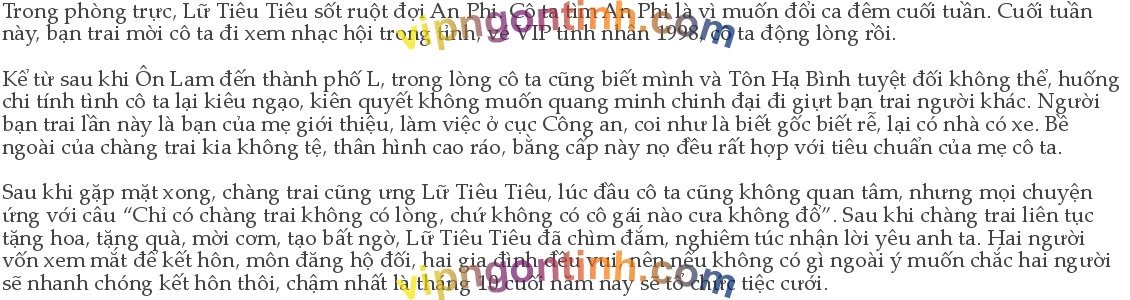 Trong phòng trực, Lữ Tiêu Tiêu sốt ruột đợi An Phi. Cô ta tìm An Phi là vì muốn đổi ca đêm cuối tuần. Cuối tuần
này, bạn trai mời cô ta đi xem nhạc hội trong tỉnh, vé VIP tình nhân 1998, cô ta động lòng rồi.
Kể từ sau khi Ôn Lam đến thành phố L, trong lòng cô ta cũng biết mình và Tôn Hạ Bình tuyệt đối không thể, huống
chi tính tình cô ta lại kiêu ngạo, kiên quyết không muốn quang minh chinh đại đi giựt bạn trai người khác. Người
bạn trai lần này là bạn của mẹ giới thiệu, làm việc ở cục Công an, coi như là biết gốc biết rễ, lại có nhà có xe. Bề
ngoài của chàng trai kia không tệ, thân hình cao ráo, bằng cấp này nọ đều rất hợp với tiêu chuẩn của mẹ cô ta.
Sau khi gặp mặt xong, chàng trai cũng ưng Lữ Tiêu Tiêu, lúc đầu cô ta cũng không quan tâm, nhưng mọi chuyện
ứng với câu “Chỉ có chàng trai không có lòng, chứ không có cô gái nào cưa không đổ”. Sau khi chàng trai liên tục
tặng hoa, tặng quà, mời cơm, tạo bất ngờ, Lữ Tiêu Tiêu đã chìm đắm, nghiêm túc nhận lời yêu anh ta. Hai người
vốn xem mắt để kết hôn, môn đăng hộ đối, hai gia đình đều vui, nên nếu không có gì ngoài ý muốn chắc hai người
sẽ nhanh chóng kết hôn thôi, chậm nhất là tháng 10 cuối năm nay sẽ tổ chức tiệc cưới.
vipngontinh.com
vipngontinh.com